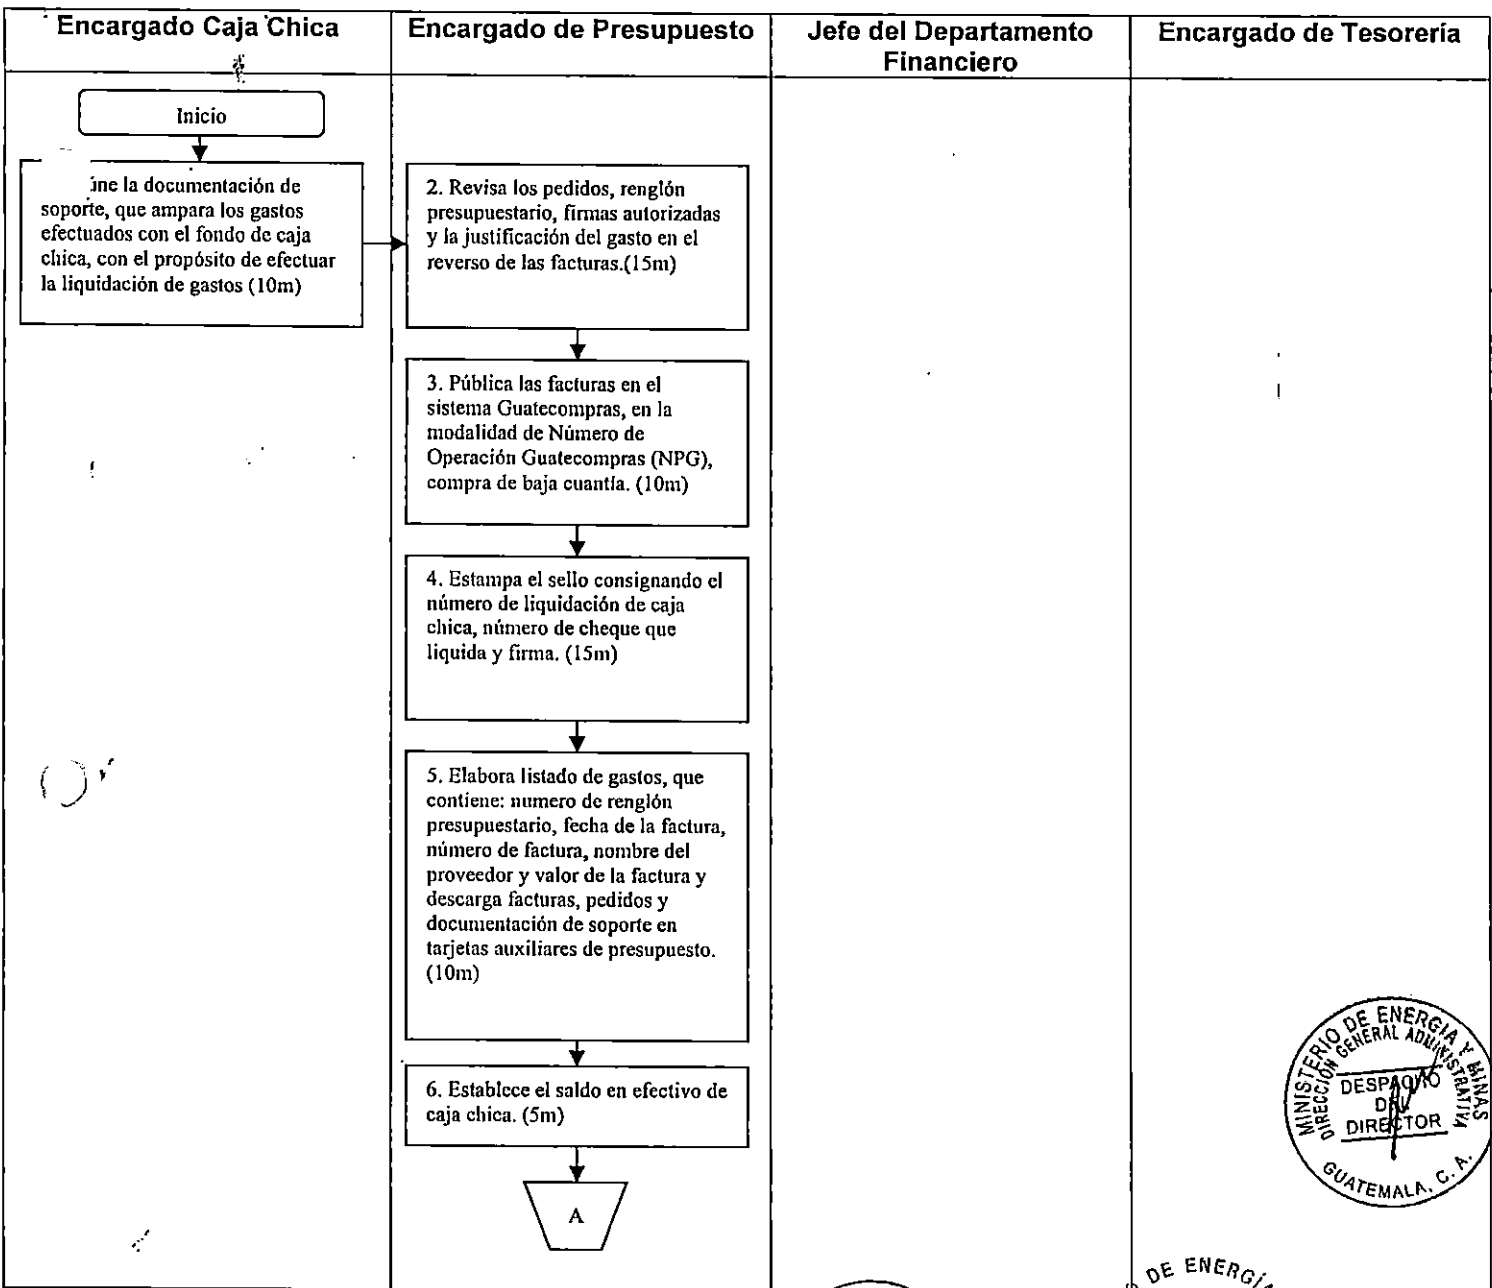 Encargado Caja Chica
Encargado de Presupuesto
Jefe del Departamento
Financiero
Encargado de Tesorería
Inicio
la documentación de
soporte, que ampara los gastos
efectuados con el fondo de caja
chica, con el propósito de efectuar
la liquidación de gastos (10m)
2. Revisa los pedidos, renglón
presupuestario, firmas autorizadas
y la justificación del gasto en el
reverso de las facturas.(15m)
3. Pública las facturas en el
sistema Guatecompras, en la
modalidad de Número de
Operación Guatecompras (NPG),
compra de baja cuantía. (10m)
4. Estampa el sello consignando el
número de liquidación de caja
chica, número de cheque que
liquida y firma. (15m)
5. Elabora listado de gastos, que
contiene: numero de renglón
presupuestario, fecha de la factura,
número de factura, nombre del
proveedor y valor de la factura y
descarga facturas, pedidos y
documentación de soporte en
tarjetas auxiliares de presupuesto.
(10m)
6. Establece el saldo en efectivo de
caja chica. (5m)
A
MINISTERIO DE ENERGIA Y MINAS
DIRECCIÓN GENERAL ADMINISTRATIVA
DESPACHO
DEL
DIRECTOR
GUATEMALA, C. A.
DE ENERGÍA